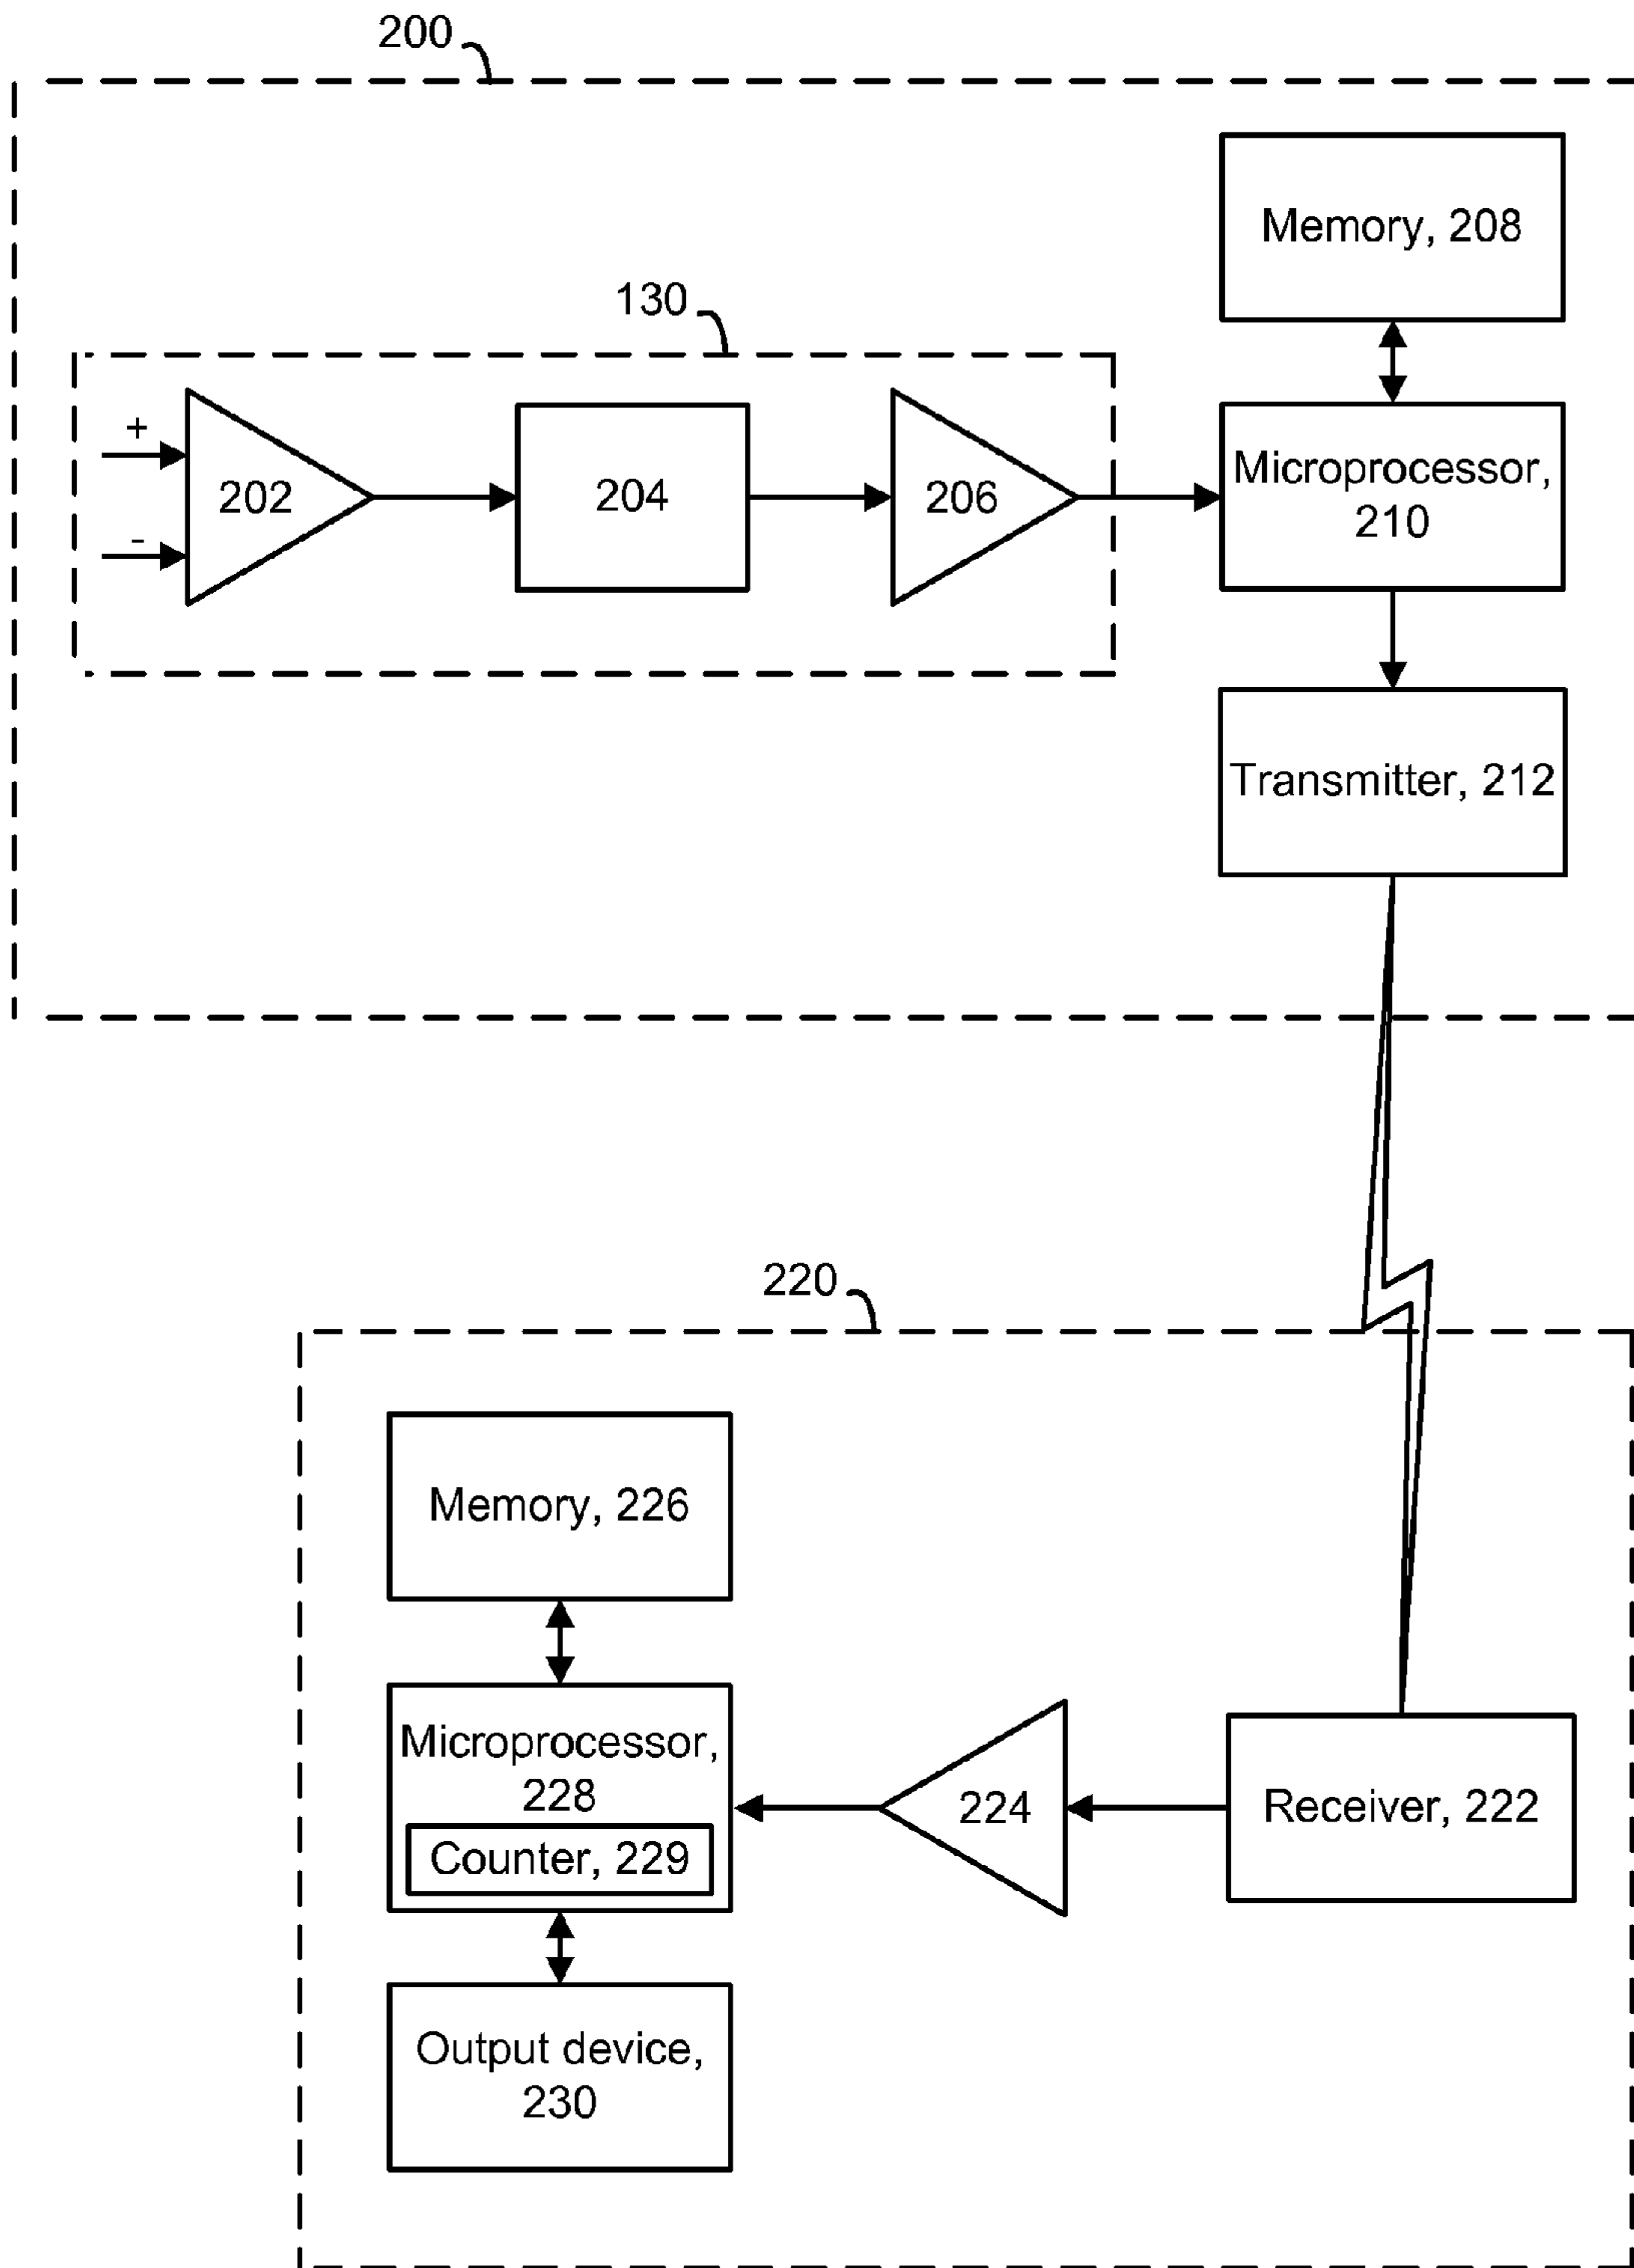 200
Memory, 208
130
+
202
-
204
206
Microprocessor,
210
Transmitter, 212
220
Memory, 226
Microprocessor,
228
Counter, 229
224
Receiver, 222
Output device,
230